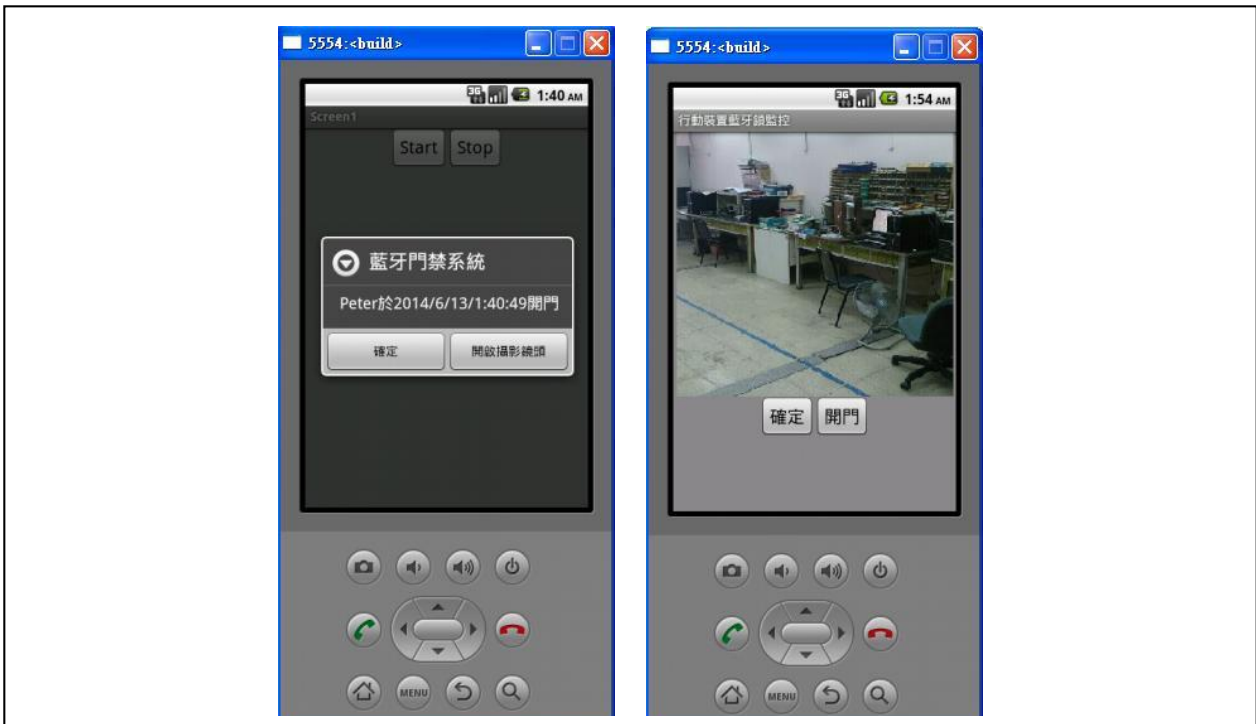 5554:<build>
3G 1:40 AM
Screen1
Start Stop
藍牙門禁系統
Peter於2014/6/13/1:40:49開門
確定 開啟攝影鏡頭
MENU
5554:<build>
3G 1:54 AM
行動裝置藍牙鎖監控
確定 開門
MENU